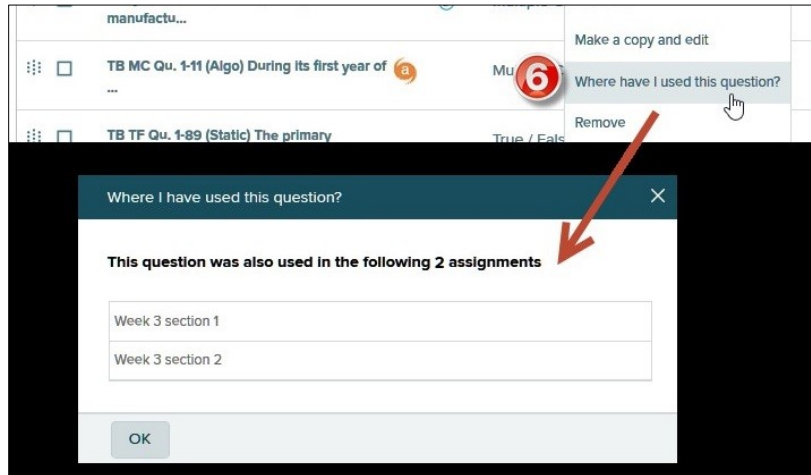 manufactu...
Make a copy and edit
TB MC Qu. 1-11 (Algo) During its first year of
...
a
Mu
6
Where have I used this question?
Remove
TB TF Qu. 1-89 (Static) The primary
True / Fals
Where I have used this question?
This question was also used in the following 2 assignments
Week 3 section 1
Week 3 section 2
OK